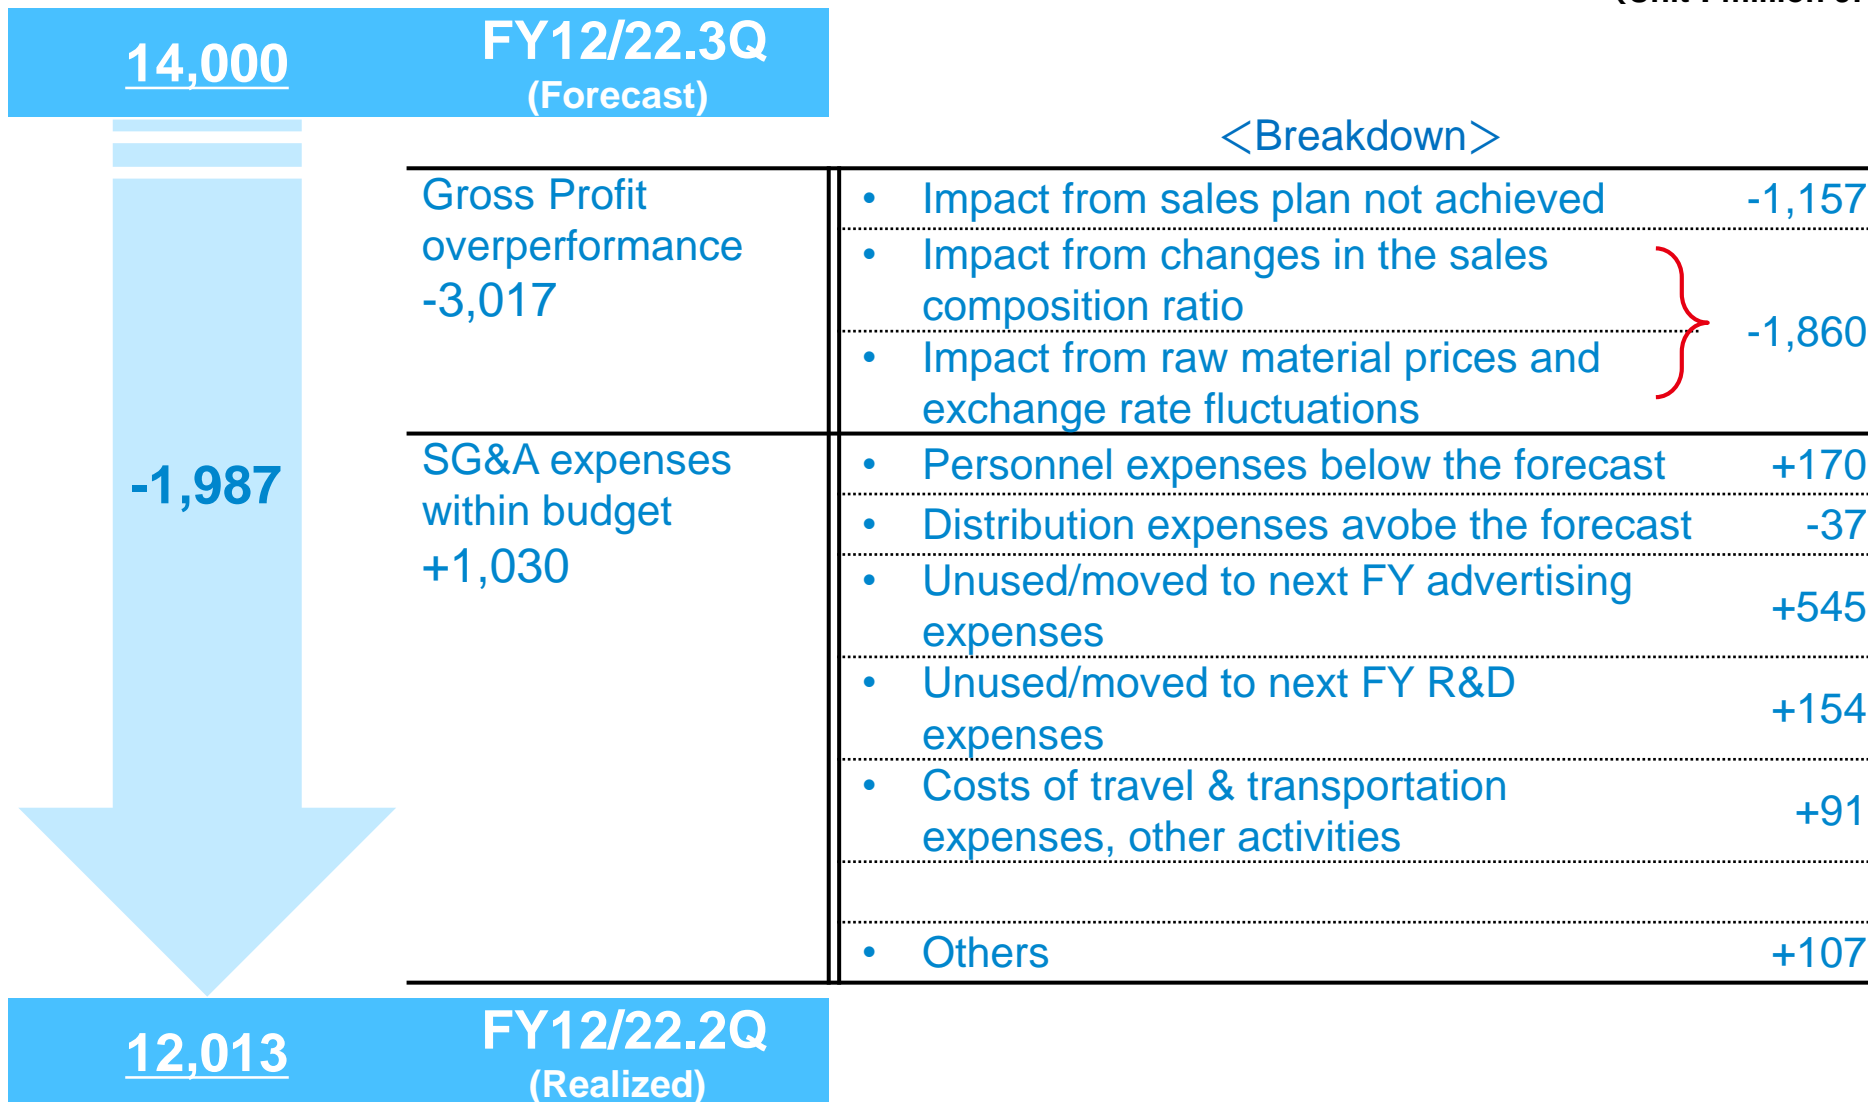 14,000
FY12/22.3Q
(Forecast)
<Breakdown>
Gross Profit
overperformance
-3,017
• Impact from sales plan not achieved -1,157
• Impact from changes in the sales
composition ratio
• Impact from raw material prices and
exchange rate fluctuations
-1,860
-1,987
SG&A expenses
within budget
+1,030
• Personnel expenses below the forecast +170
• Distribution expenses avobe the forecast -37
• Unused/moved to next FY advertising
expenses
+545
• Unused/moved to next FY R&D
expenses
+154
• Costs of travel & transportation
expenses, other activities
+91
• Others +107
12,013
FY12/22.2Q
(Realized)